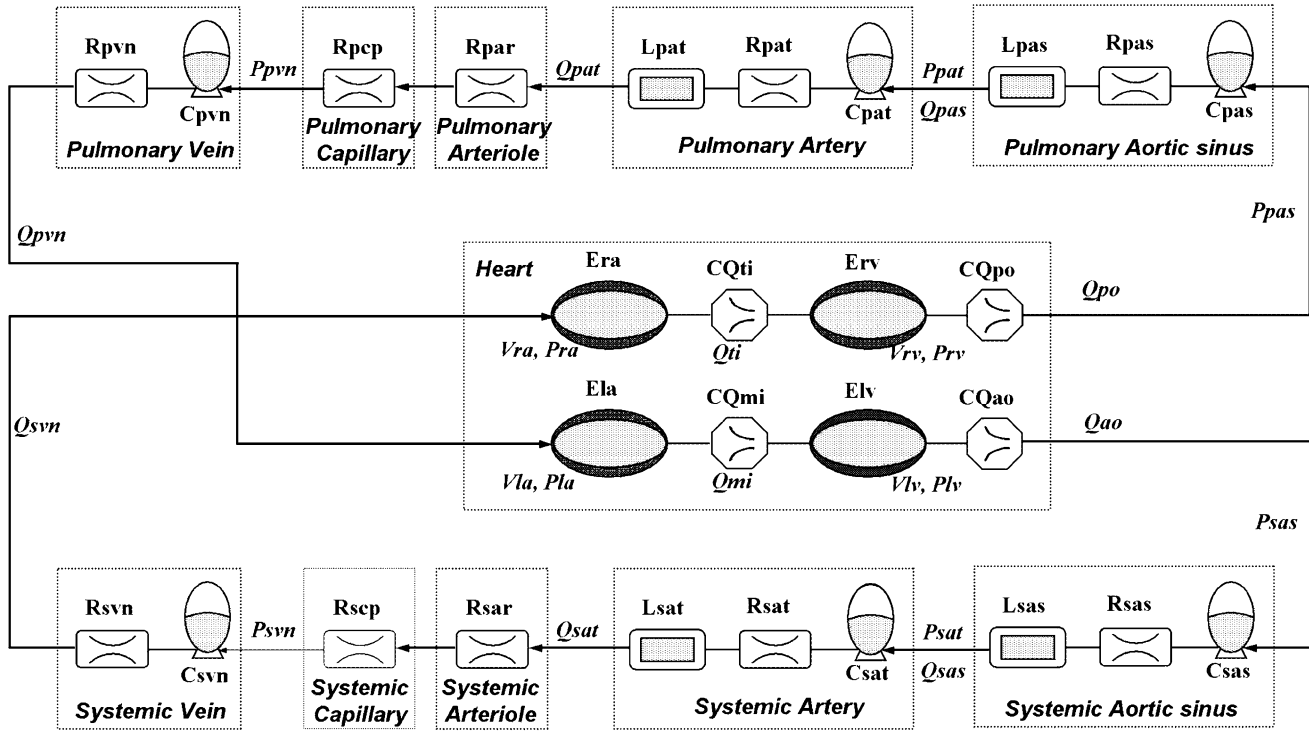 Rpvn
Ppvn
Rpcp
Rpar
Qpat
Lpat
Rpat
Ppat
Qpas
Lpas
Rpas
Cpvn
Cpat
Cpas
Pulmonary Vein
Pulmonary
Capillary
Pulmonary
Arteriole
Pulmonary Artery
Pulmonary Aortic sinus
Qpvn
Ppas
Heart
Era
CQti
Erv
CQpo
Qpo
Vra, Pra
Qti
Vrv, Prv
Ela
CQmi
Elv
CQao
Qao
Vla, Pla
Qmi
Vlv, Plv
Qsvn
Psas
Rsvn
Psvn
Rscp
Rsar
Qsat
Lsat
Rsat
Psat
Qsas
Lsas
Rsas
Csvn
Csat
Csas
Systemic Vein
Systemic
Capillary
Systemic
Arteriole
Systemic Artery
Systemic Aortic sinus